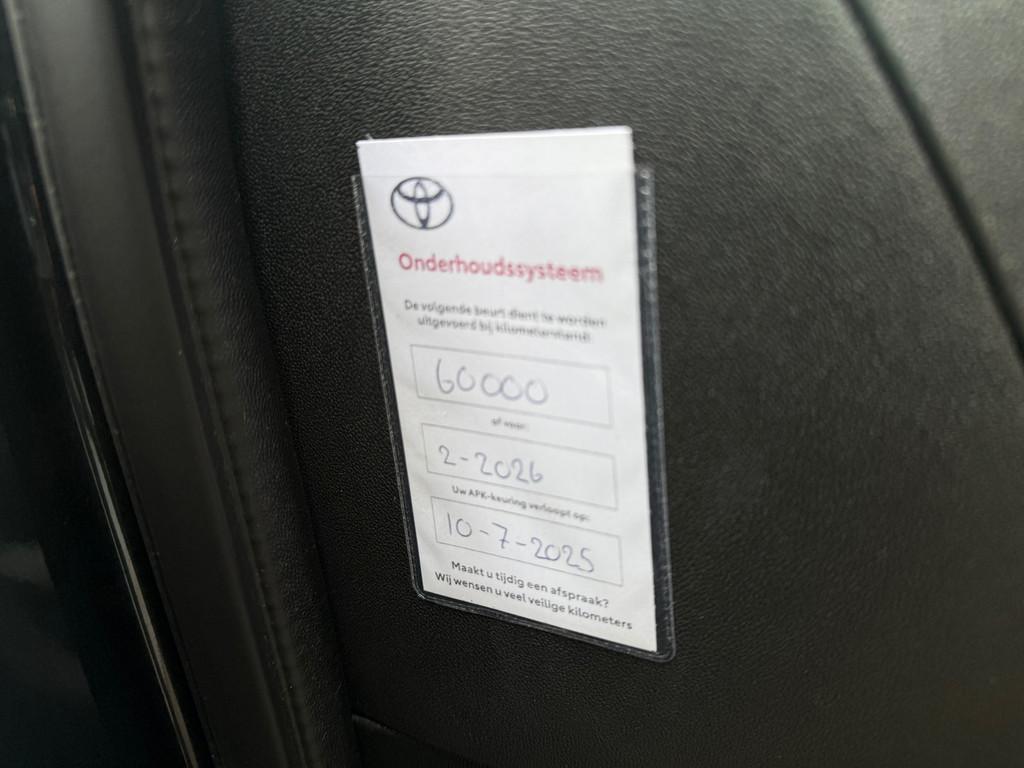 Onderhoudssysteem
De volgende beurt dient te worden
uitgevoerd bij kilometerstand:
60000
of voor:
2-2026
Uw APK-keuring verloopt op:
10-7-2025
Maakt u tijdig een afspraak?
Wij wensen u veel veilige kilometers